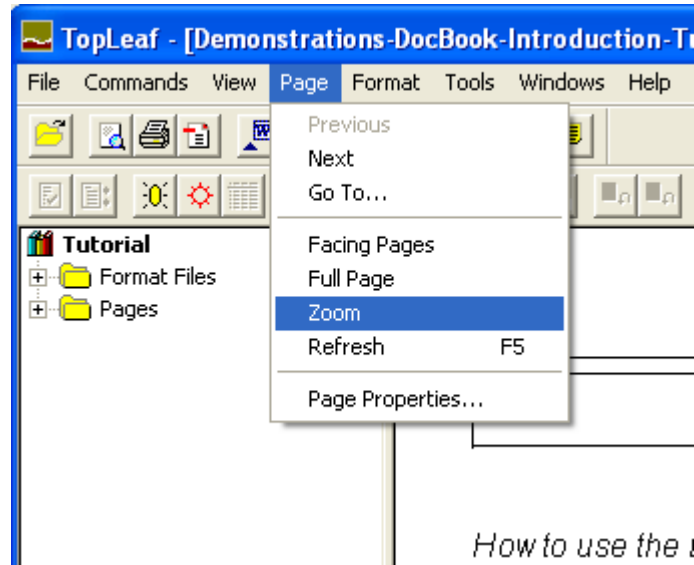 TopLeaf - [Demonstrations-DocBook-Introduction-
File Commands View Page Format Tools Windows Help
Previous
Next
Go To...
Facing Pages
Full Page
Zoom
Refresh F5
Page Properties...
Tutorial
Format Files
Pages
How to use the